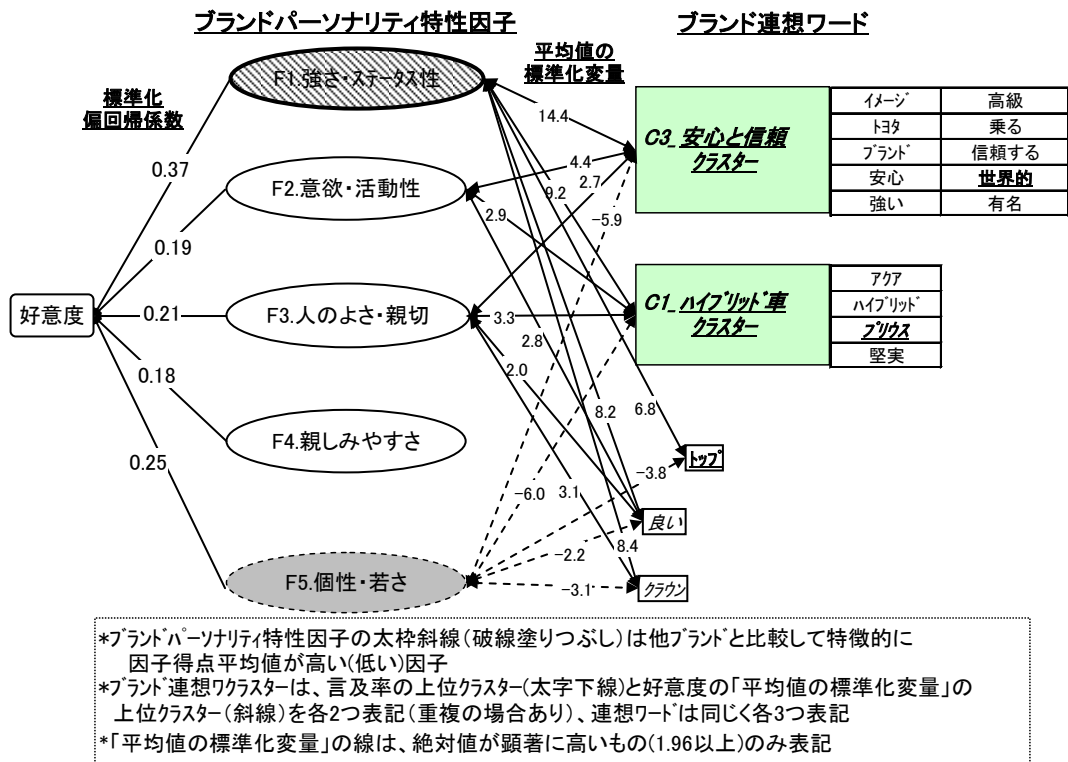 ブランドパーソナリティ特性因子
ブランド連想ワード
標準化
偏回帰係数
平均値の
標準化変量
F1.強さ・ステータス性
F2.意欲・活動性
F3.人のよさ・親切
F4.親しみやすさ
F5.個性・若さ
好意度
0.37
0.19
0.21
0.18
0.25
14.4
4.4
2.7
9.2
-5.9
2.9
3.3
2.8
2.0
6.8
8.2
-3.8
-6.0
3.1
-2.2
8.4
-3.1
C3_安心と信頼
クラスター
イメージ 高級
トヨタ 乗る
ブランド 信頼する
安心 世界的
強い 有名
C1_ハイブリッド車
クラスター
アクア
ハイブリッド
プリウス
堅実
トップ
良い
クラウン
*ブランドパーソナリティ特性因子の太枠斜線(破線塗りつぶし)は他ブランドと比較して特徴的に
因子得点平均値が高い(低い)因子
*ブランド連想ワクラスターは、言及率の上位クラスター(太字下線)と好意度の「平均値の標準化変量」の
上位クラスター(斜線)を各2つ表記(重複の場合あり)、連想ワードは同じく各3つ表記
*「平均値の標準化変量」の線は、絶対値が顕著に高いもの(1.96以上)のみ表記